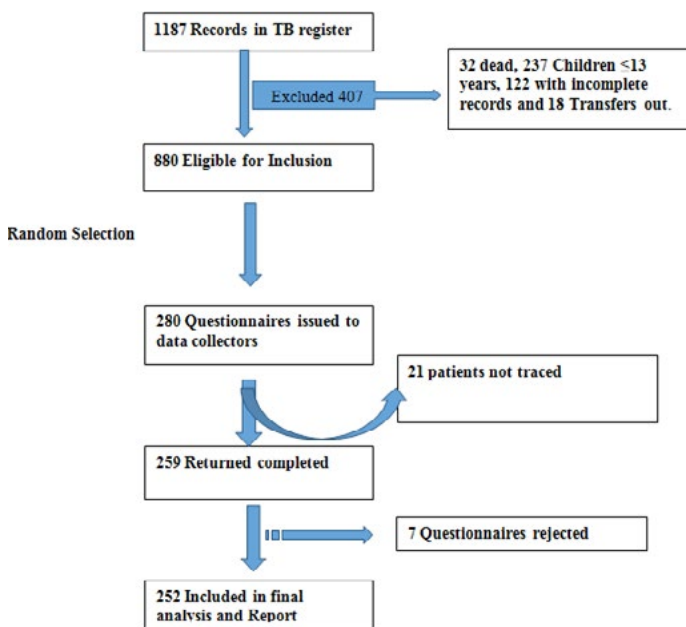 1187 Records in TB register
32 dead, 237 Children ≤13
years, 122 with incomplete
records and 18 Transfers out.
Excluded 407
880 Eligible for Inclusion
Random Selection
280 Questionnaires issued to
data collectors
21 patients not traced
259 Returned completed
7 Questionnaires rejected
252 Included in final
analysis and Report